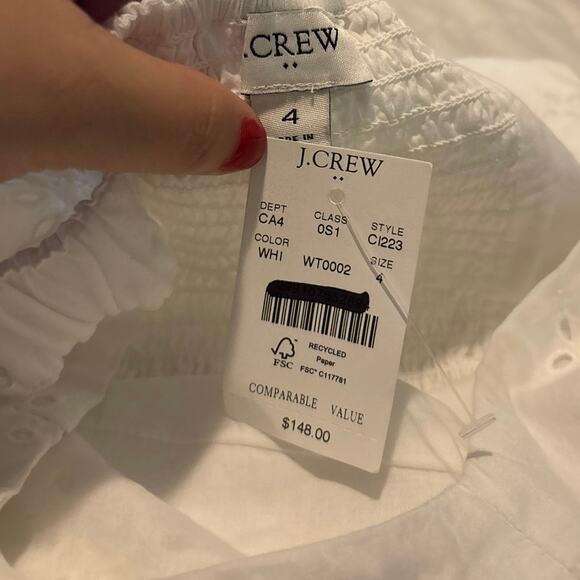 J.CREW
4
J.CREW
DEPT CLASS STYLE
CA4 0S1 CI223
COLOR SIZE
WHI WT0002 4
RECYCLED
Paper
FSC® C117781
FSC
COMPARABLE VALUE
$148.00